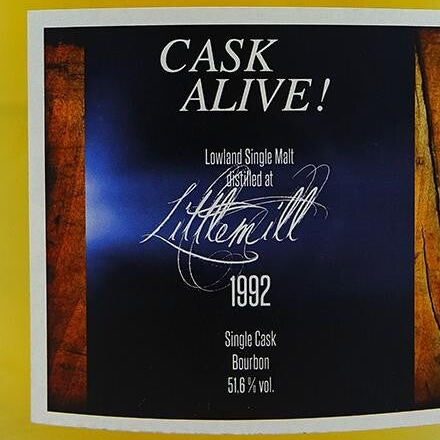 CASK
ALIVE!
Lowland Single Malt
distilled at
Littlemill
1992
Single Cask
Bourbon
51.6 % vol.